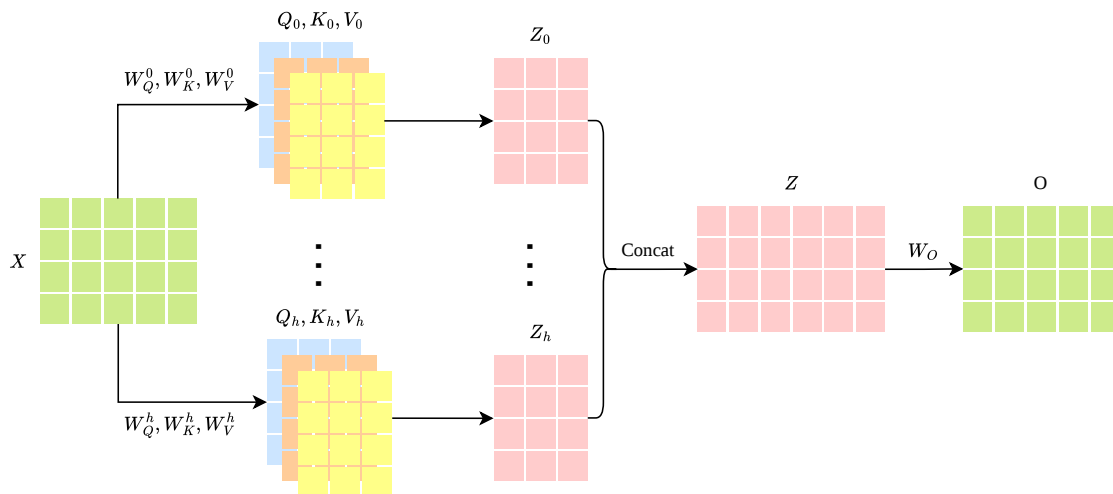 $Q_0, K_0, V_0$
$Z_0$
$W_Q^0, W_K^0, W_V^0$
$Z$
O
$X$
Concat
$W_O$
$Q_h, K_h, V_h$
$Z_h$
$W_Q^h, W_K^h, W_V^h$